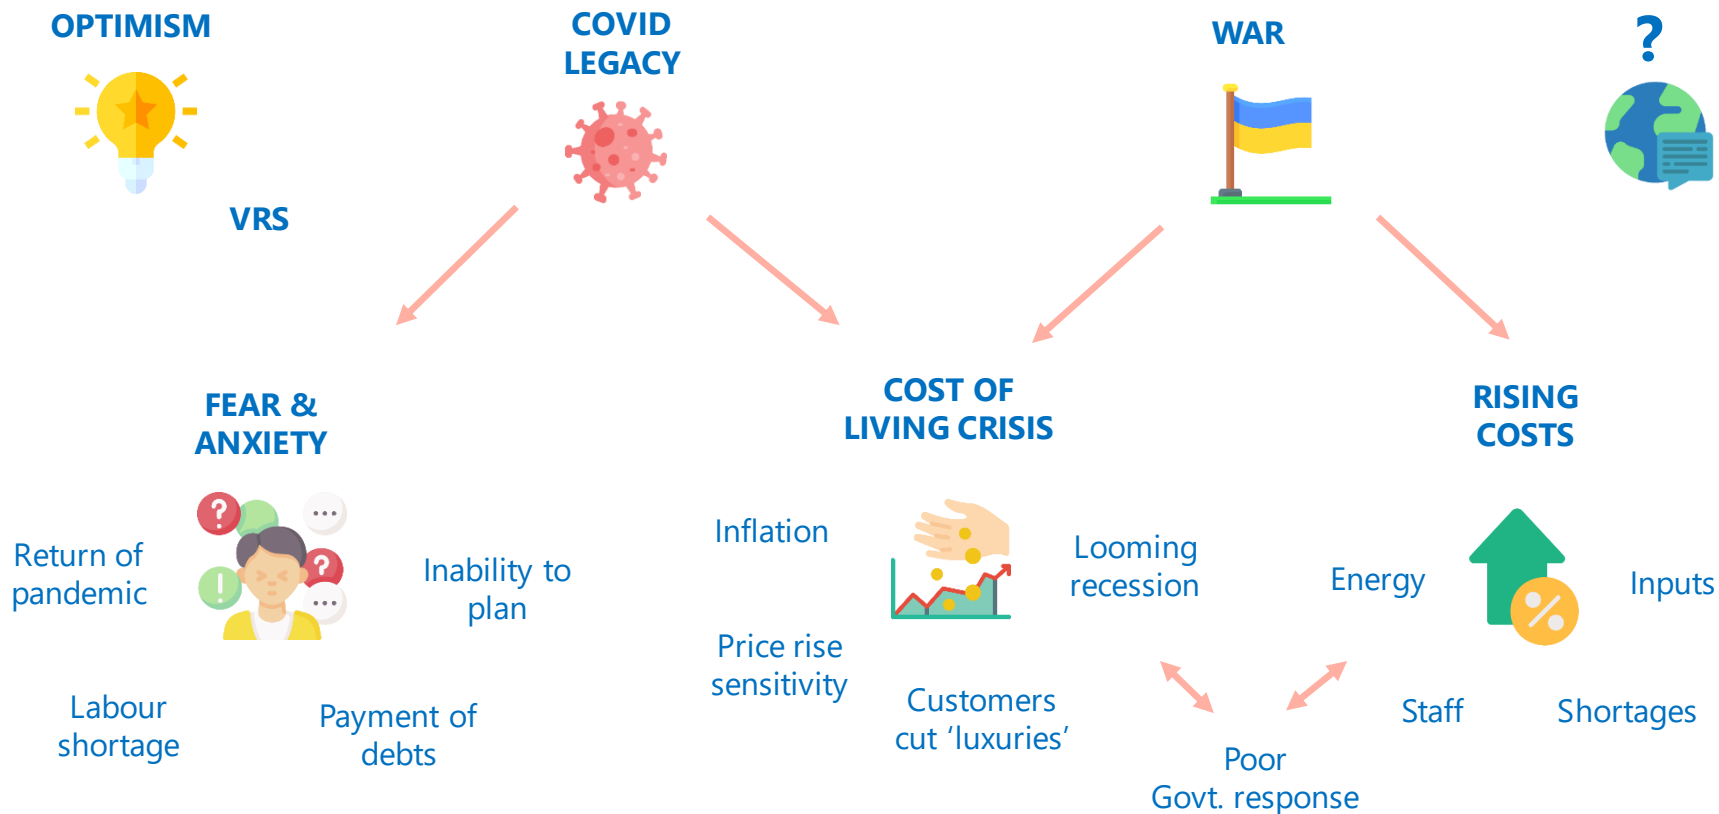 OPTIMISM
COVID
LEGACY
WAR
?
VRS
FEAR &
ANXIETY
COST OF
LIVING CRISIS
RISING
COSTS
?
...
?
!
...
Return of
pandemic
Inability to
plan
Labour
shortage
Payment of
debts
Inflation
Looming
recession
Price rise
sensitivity
Customers
cut ‘luxuries’
Energy
%
Inputs
Staff
Shortages
Poor
Govt. response